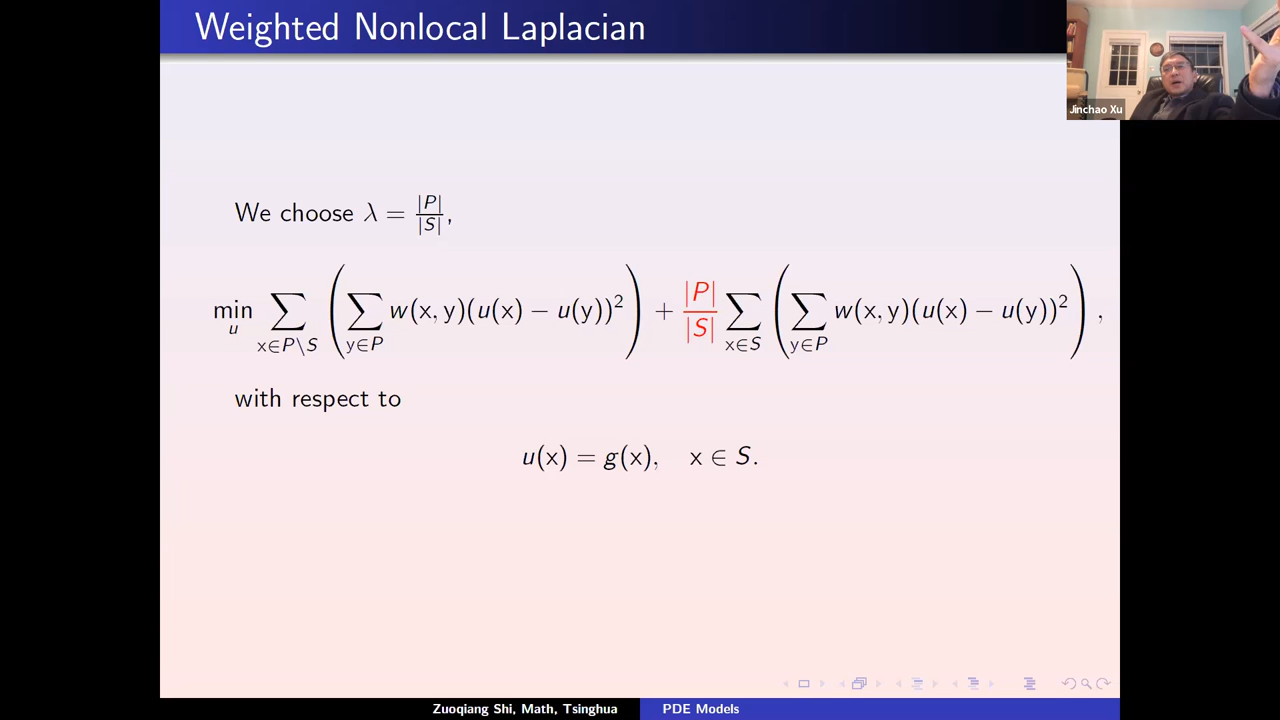 Weighted Nonlocal Laplacian
Jinchao Xu
We choose λ = |P|/|S|,
min_u ∑_{x∈P\S} (∑_{y∈P} w(x, y)(u(x) − u(y))²) + |P|/|S| ∑_{x∈S} (∑_{y∈P} w(x, y)(u(x) − u(y))²),
with respect to
u(x) = g(x), x ∈ S.
Zuoqiang Shi, Math, Tsinghua PDE Models